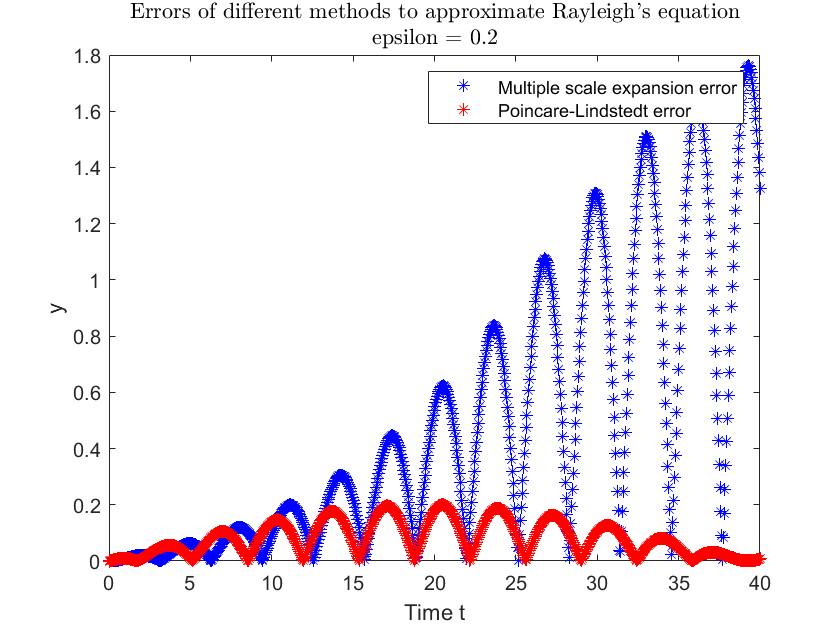 Errors of different methods to approximate Rayleigh's equation
epsilon = 0.2
Multiple scale expansion error
Poincare-Lindstedt error
1.8
1.6
1.4
1.2
1
0.8
0.6
0.4
0.2
0
y
0 5 10 15 20 25 30 35 40
Time t